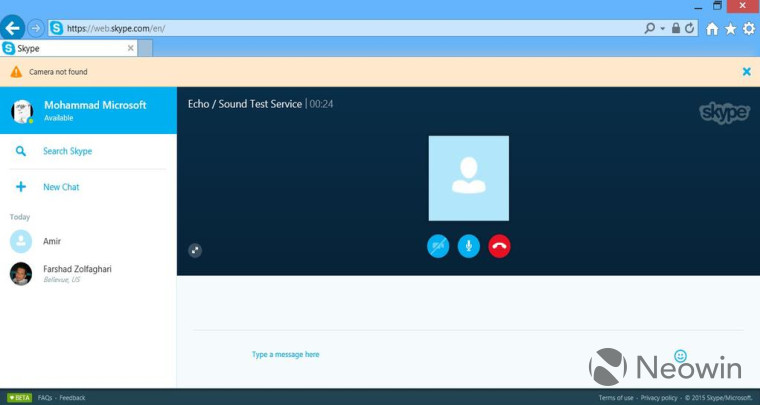 https://web.skype.com/en/
Skype
Camera not found
Mohammad Microsoft
Available
Search Skype
New Chat
Today
Amir
Farshad Zolfaghari
Bellevue, US
Echo / Sound Test Service | 00:24
skype
Type a message here
Neowin
BETA FAQs - Feedback
Terms of use - Privacy policy - © 2015 Skype/Microsoft.